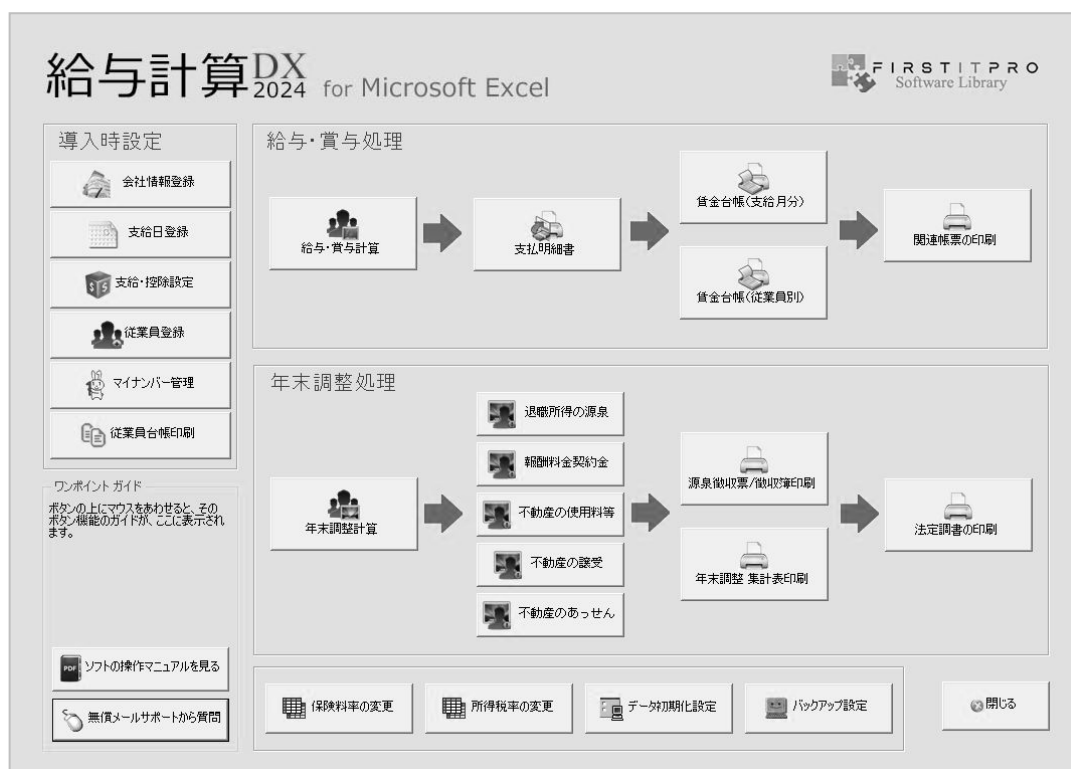 給与計算DX 2024 for Microsoft Excel
FIRSTITPRO
Software Library
導入時設定
会社情報登録
支給日登録
支給・控除設定
従業員登録
マイナンバー管理
従業員台帳印刷
ワンポイント ガイド
ボタンの上にマウスをあわせると、その
ボタン機能のガイドが、ここに表示され
ます。
ソフトの操作マニュアルを見る
無償メールサポートから質問
給与・賞与処理
給与・賞与計算
支払明細書
賃金台帳(支給月分)
賃金台帳(従業員別)
関連帳票の印刷
年末調整処理
年末調整計算
退職所得の源泉
報酬料金契約金
不動産の使用料等
不動産の譲受
不動産のあっせん
源泉徴収票/徴収簿印刷
年末調整 集計表印刷
法定調書の印刷
保険料率の変更
所得税率の変更
データ初期化設定
バックアップ設定
閉じる
PDF